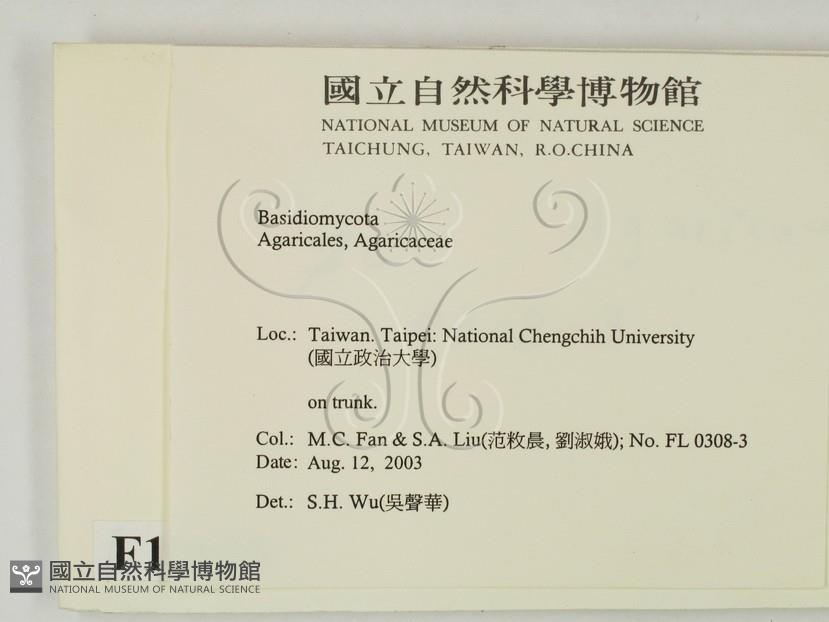 國立自然科學博物館
NATIONAL MUSEUM OF NATURAL SCIENCE
TAICHUNG, TAIWAN, R.O.CHINA
Basidiomycota
Agaricales, Agaricaceae
Loc.: Taiwan. Taipei: National Chengchih University
(國立政治大學)
on trunk.
Col.: M.C. Fan & S.A. Liu(范敉晨, 劉淑娥); No. FL 0308-3
Date: Aug. 12, 2003
Det.: S.H. Wu(吳聲華)
F1
國立自然科學博物館
NATIONAL MUSEUM OF NATURAL SCIENCE